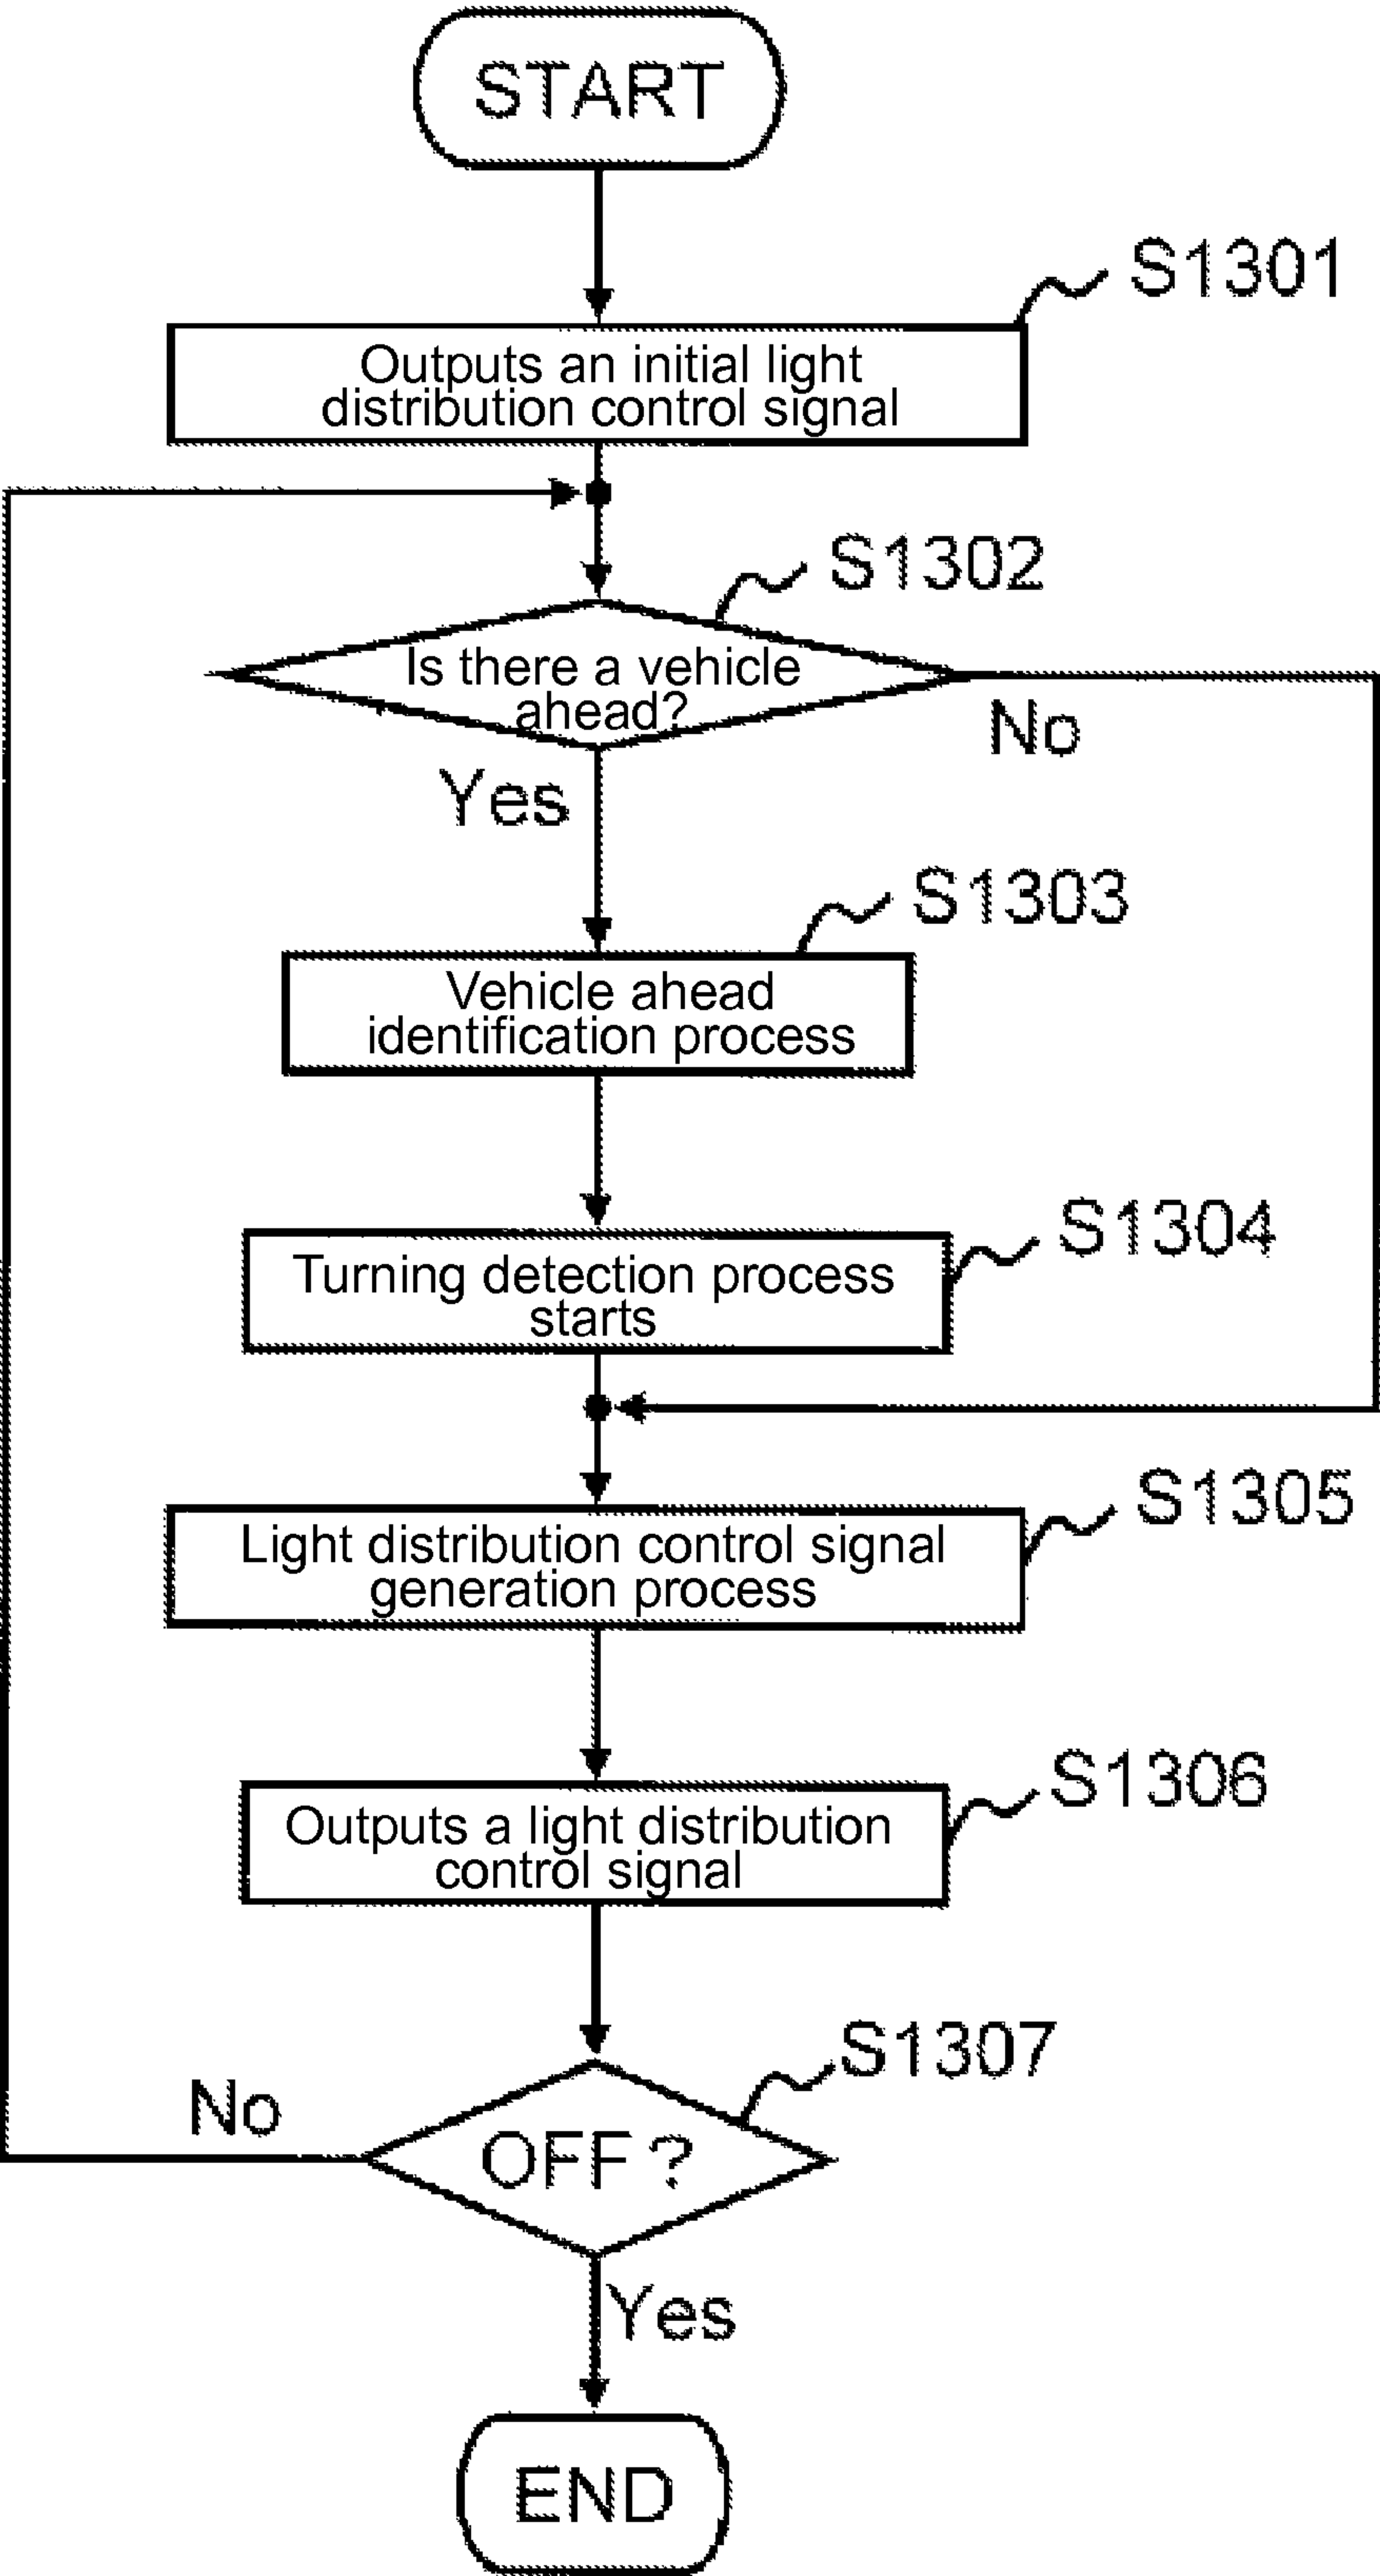 START
S1301
Outputs an initial light
distribution control signal
S1302
Is there a vehicle
ahead?
No
Yes
S1303
Vehicle ahead
identification process
S1304
Turning detection process
starts
S1305
Light distribution control signal
generation process
S1306
Outputs a light distribution
control signal
S1307
No
OFF ?
Yes
END